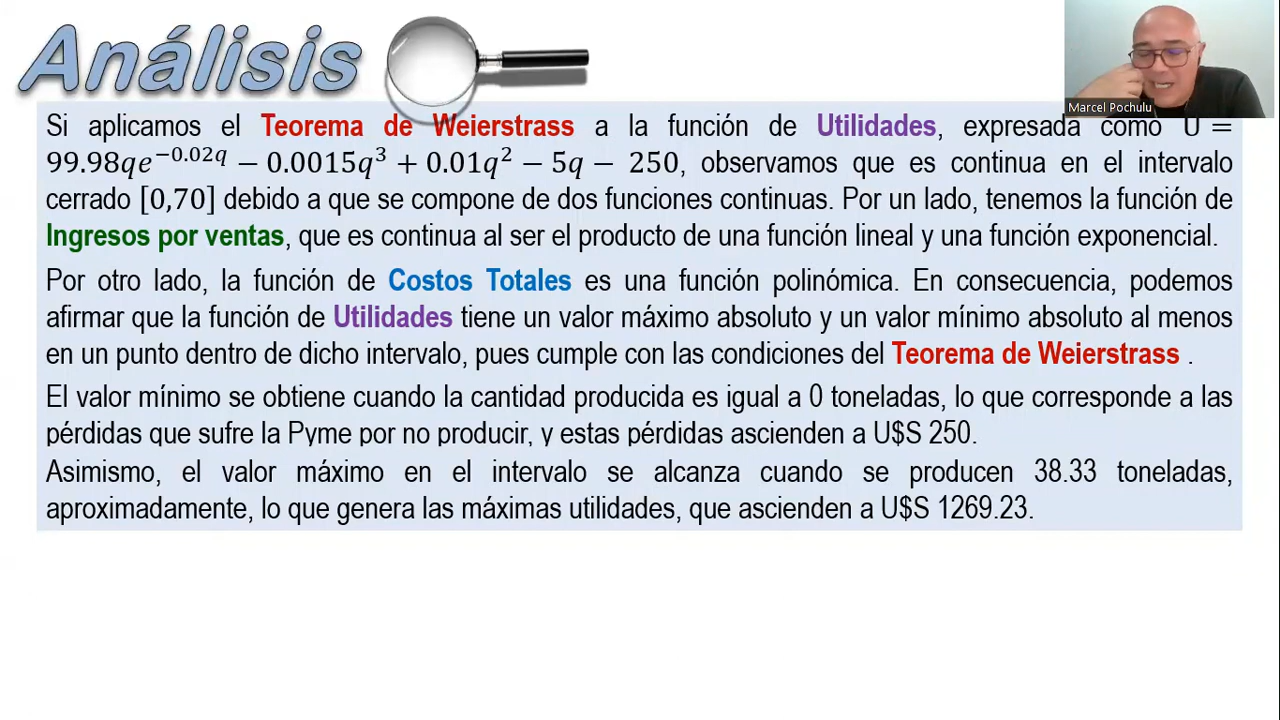 Análisis
Marcel Pochulu
Si aplicamos el Teorema de Weierstrass a la función de Utilidades, expresada como U =
99.98qe^{−0.02q} − 0.0015q³ + 0.01q² − 5q − 250, observamos que es continua en el intervalo
cerrado [0,70] debido a que se compone de dos funciones continuas. Por un lado, tenemos la función de
Ingresos por ventas, que es continua al ser el producto de una función lineal y una función exponencial.
Por otro lado, la función de Costos Totales es una función polinómica. En consecuencia, podemos
afirmar que la función de Utilidades tiene un valor máximo absoluto y un valor mínimo absoluto al menos
en un punto dentro de dicho intervalo, pues cumple con las condiciones del Teorema de Weierstrass .
El valor mínimo se obtiene cuando la cantidad producida es igual a 0 toneladas, lo que corresponde a las
pérdidas que sufre la Pyme por no producir, y estas pérdidas ascienden a U$S 250.
Asimismo, el valor máximo en el intervalo se alcanza cuando se producen 38.33 toneladas,
aproximadamente, lo que genera las máximas utilidades, que ascienden a U$S 1269.23.